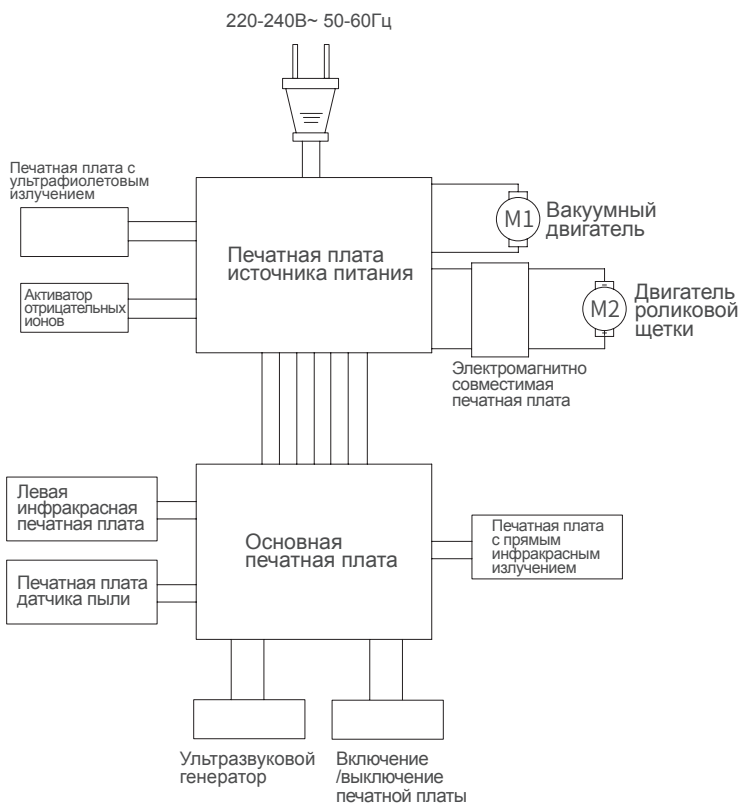 220-240В~ 50-60Гц
Печатная плата с
ультрафиолетовым
излучением
Печатная плата
источника питания
M1
Вакуумный
двигатель
Активатор
отрицательных
ионов
M2
Двигатель
роликовой
щетки
Электромагнитно
совместимая
печатная плата
Левая
инфракрасная
печатная плата
Основная
печатная плата
Печатная плата
с прямым
инфракрасным
излучением
Печатная плата
датчика пыли
Ультразвуковой
генератор
Включение
/выключение
печатной платы